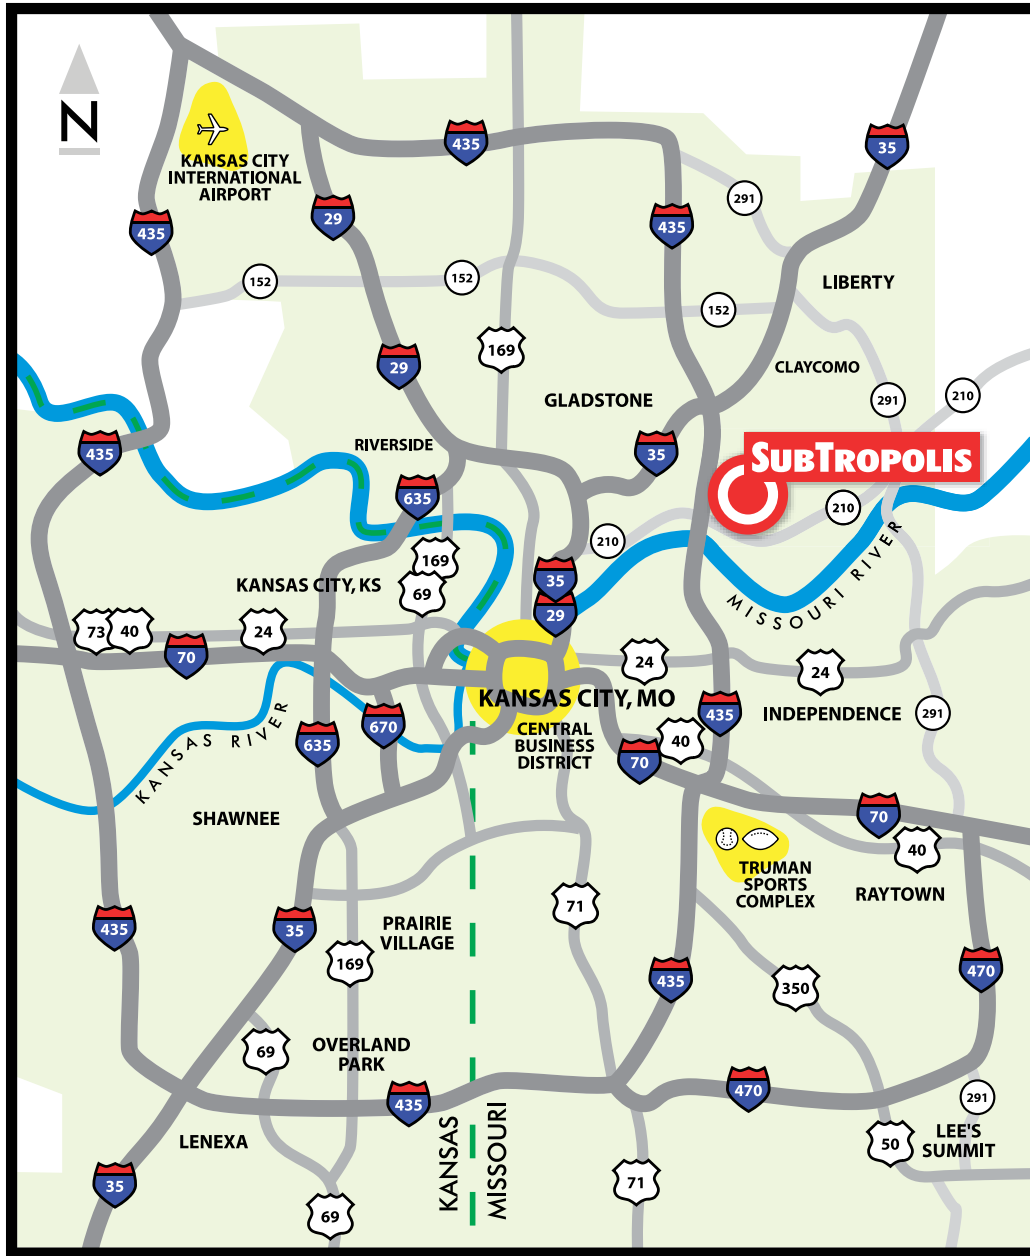 N
KANSAS CITY
INTERNATIONAL
AIRPORT
435
35
291
29
435
435
152
152
LIBERTY
152
169
29
CLAYCOMO
291
210
GLADSTONE
RIVERSIDE
435
35
SUBTROPOLIS
635
210
210
169
35
KANSAS CITY, KS
69
29
MISSOURI RIVER
73
40
24
70
24
24
KANSAS CITY, MO
CENTRAL
BUSINESS
DISTRICT
435
INDEPENDENCE
291
KANSAS RIVER
635
670
40
70
SHAWNEE
70
40
TRUMAN
SPORTS
COMPLEX
RAYTOWN
71
435
35
PRAIRIE
VILLAGE
169
435
470
350
69
OVERLAND
PARK
435
470
291
KANSAS
MISSOURI
LENEXA
50
LEE'S
SUMMIT
35
71
69